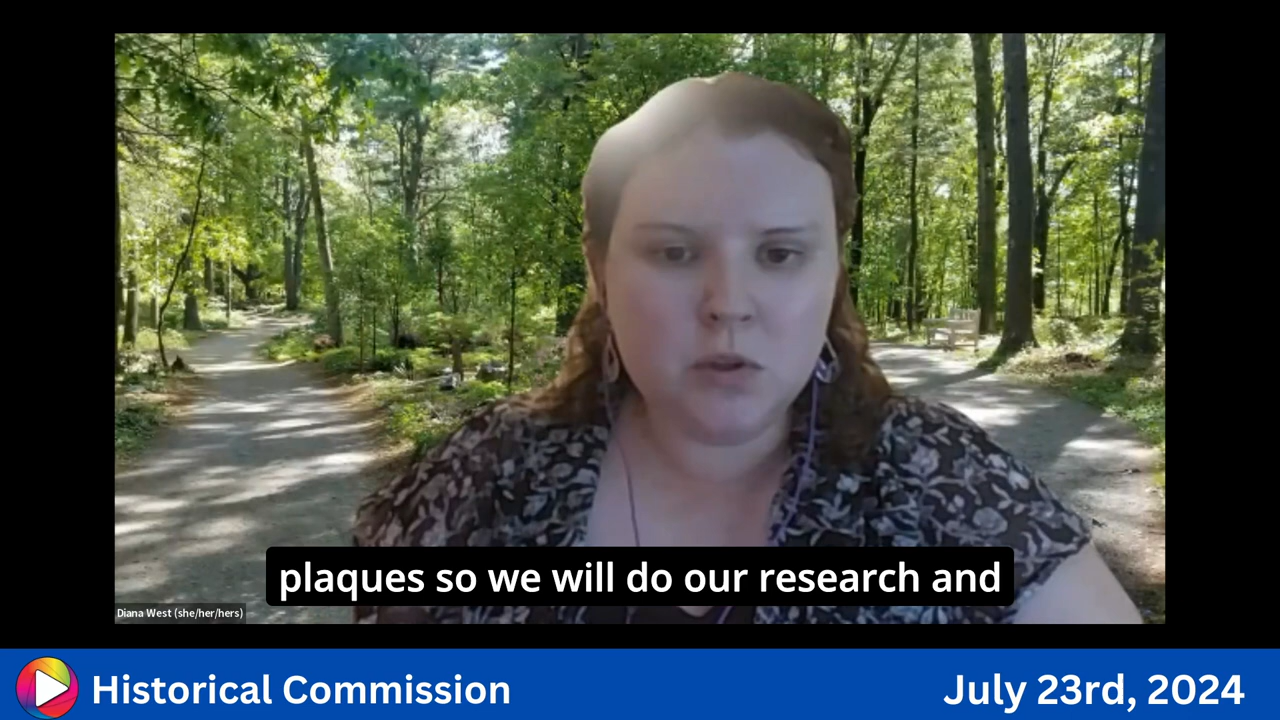 plaques so we will do our research and
Diana West (she/her/hers)
Historical Commission
July 23rd, 2024